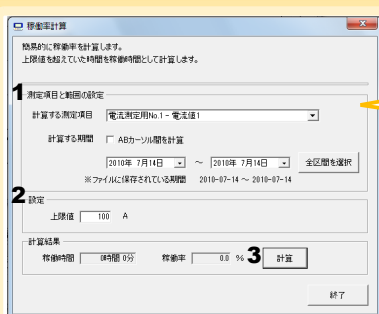 稼働率計算
簡易的に稼働率を計算します。
上限値を超えていた時間を稼働時間として計算します。
1
測定項目と範囲の設定
計算する測定項目 電流測定用No.1 - 電流値1
計算する期間 ABカーソル間を計算
2010年 7月14日 ～ 2010年 7月14日 全区間を選択
※ファイルに保存されている期間 2010-07-14 ～ 2010-07-14
2
設定
上限値 100 A
計算結果
稼働時間 0時間 0分 稼働率 0.0 % 3 計算
終了